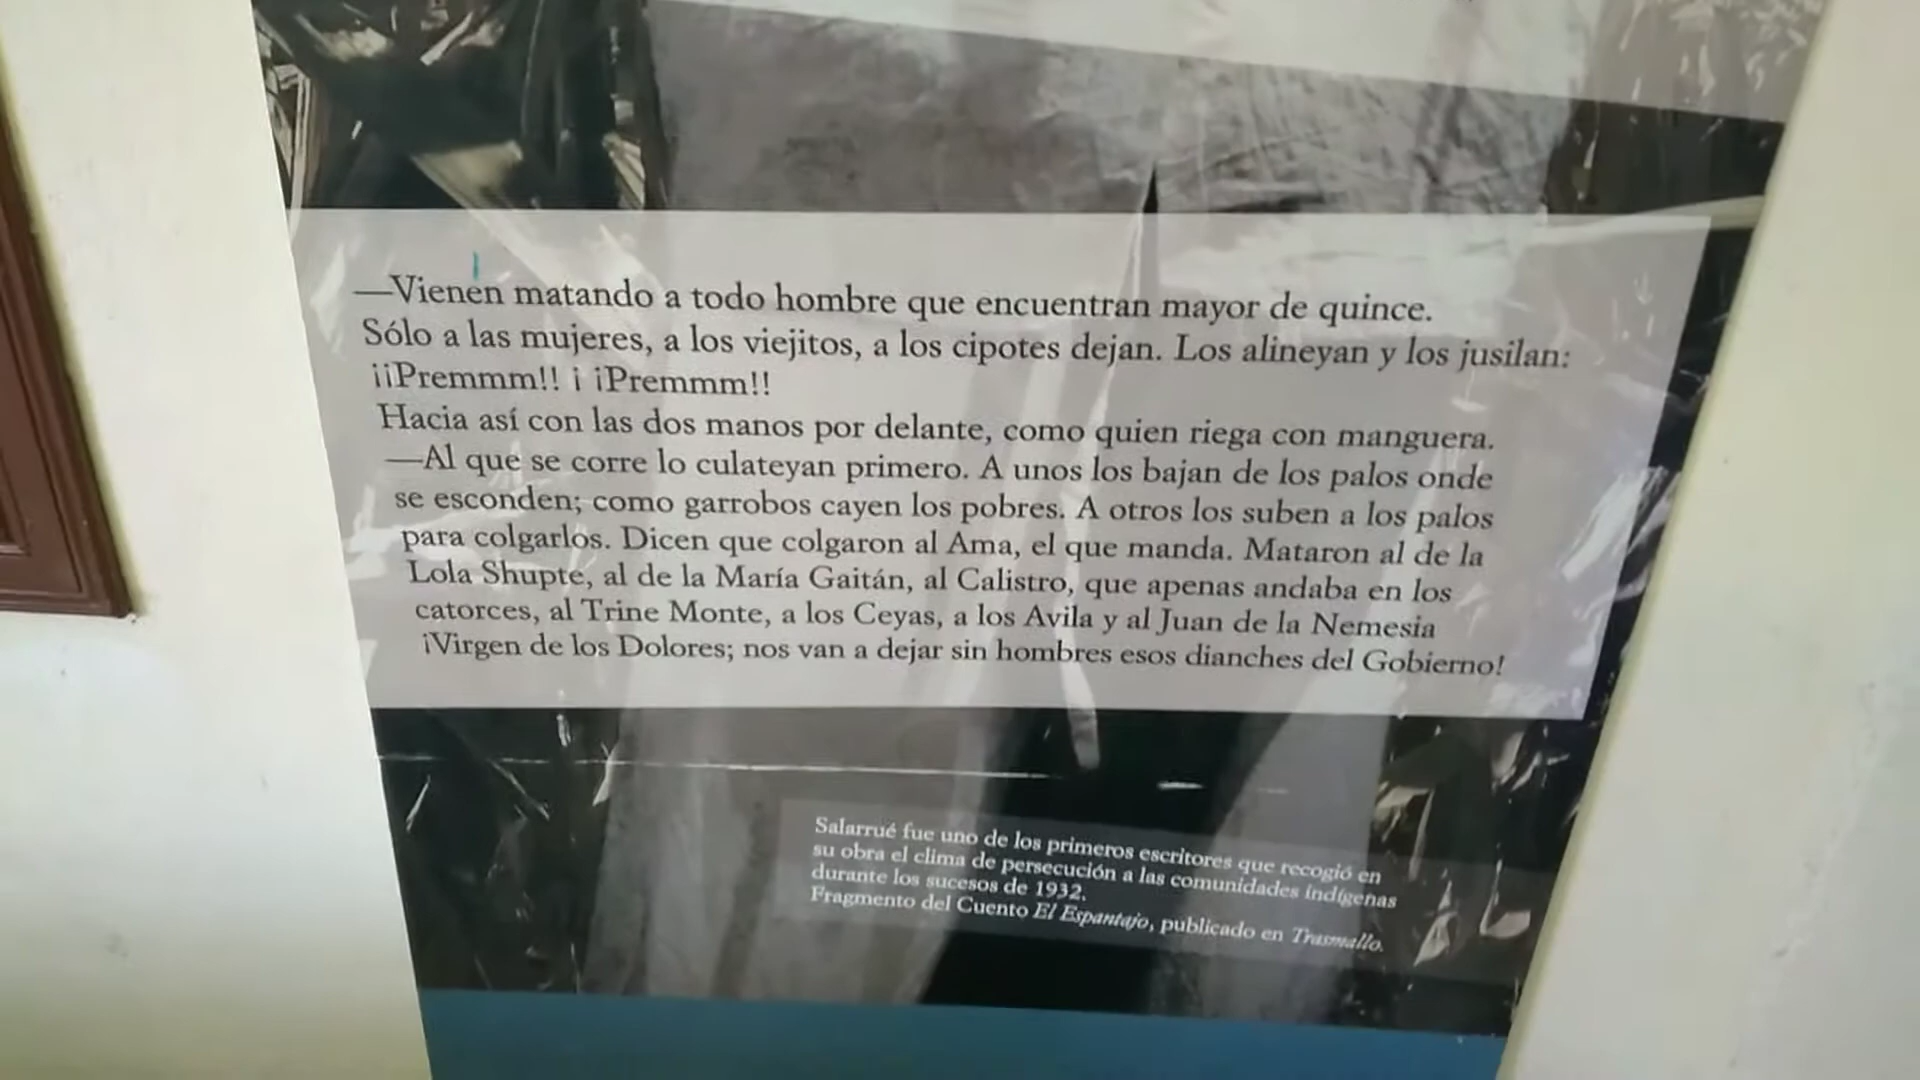 —Vienen matando a todo hombre que encuentran mayor de quince.
Sólo a las mujeres, a los viejitos, a los cipotes dejan. Los alineyan y los jusilan:
¡¡Premmm!! ¡ ¡Premmm!!
Hacia así con las dos manos por delante, como quien riega con manguera.
—Al que se corre lo culateyan primero. A unos los bajan de los palos onde
se esconden; como garrobos cayen los pobres. A otros los suben a los palos
para colgarlos. Dicen que colgaron al Ama, el que manda. Mataron al de la
Lola Shupte, al de la María Gaitán, al Calistro, que apenas andaba en los
catorces, al Trine Monte, a los Ceyas, a los Avila y al Juan de la Nemesia
¡Virgen de los Dolores; nos van a dejar sin hombres esos dianches del Gobierno!
Salarrué fue uno de los primeros escritores que recogió en
su obra el clima de persecución a las comunidades indígenas
durante los sucesos de 1932.
Fragmento del Cuento El Espantajo, publicado en Trasmallo.